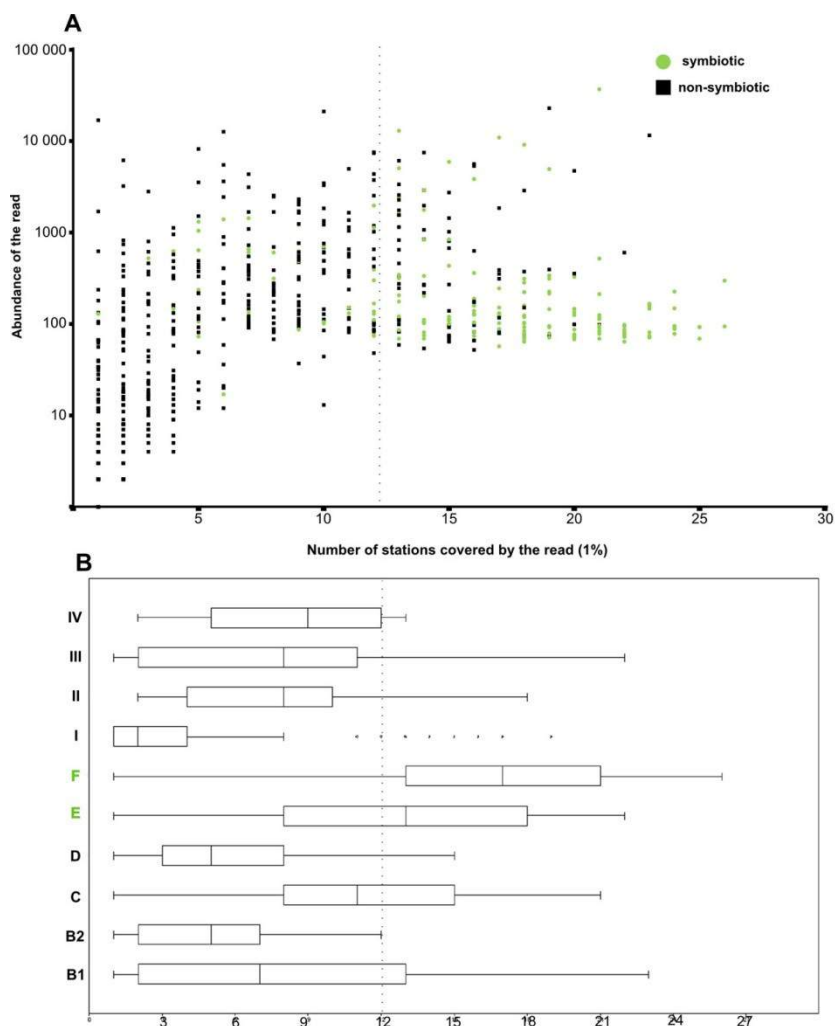 A
100 000
symbiotic
non-symbiotic
10 000
Abundance of the read
1000
100
10
5
10
15
20
25
30
Number of stations covered by the read (1%)
B
IV
III
II
I
F
E
D
C
B2
B1
0
3
6
9
12
15
18
21
24
27